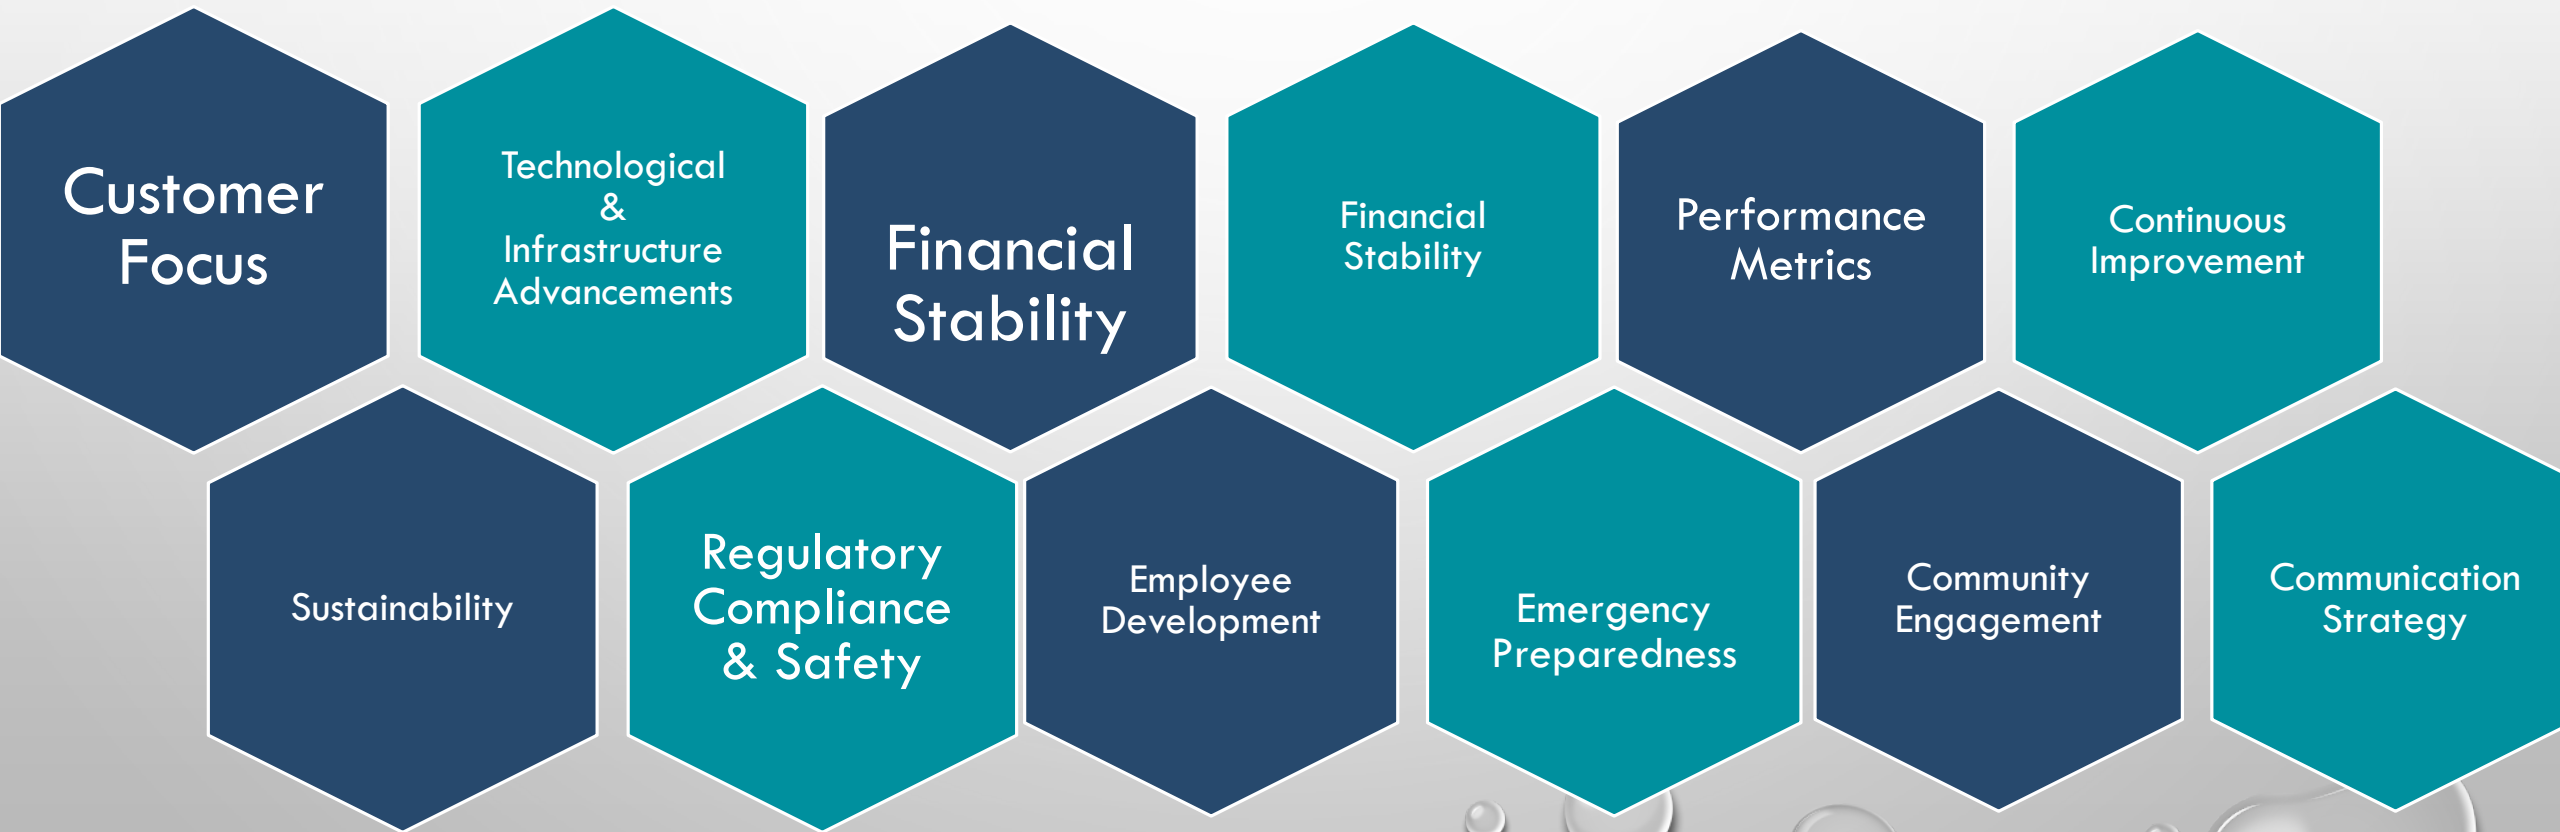 Customer
Focus
Technological
&
Infrastructure
Advancements
Financial
Stability
Financial
Stability
Performance
Metrics
Continuous
Improvement
Sustainability
Regulatory
Compliance
& Safety
Employee
Development
Emergency
Preparedness
Community
Engagement
Communication
Strategy